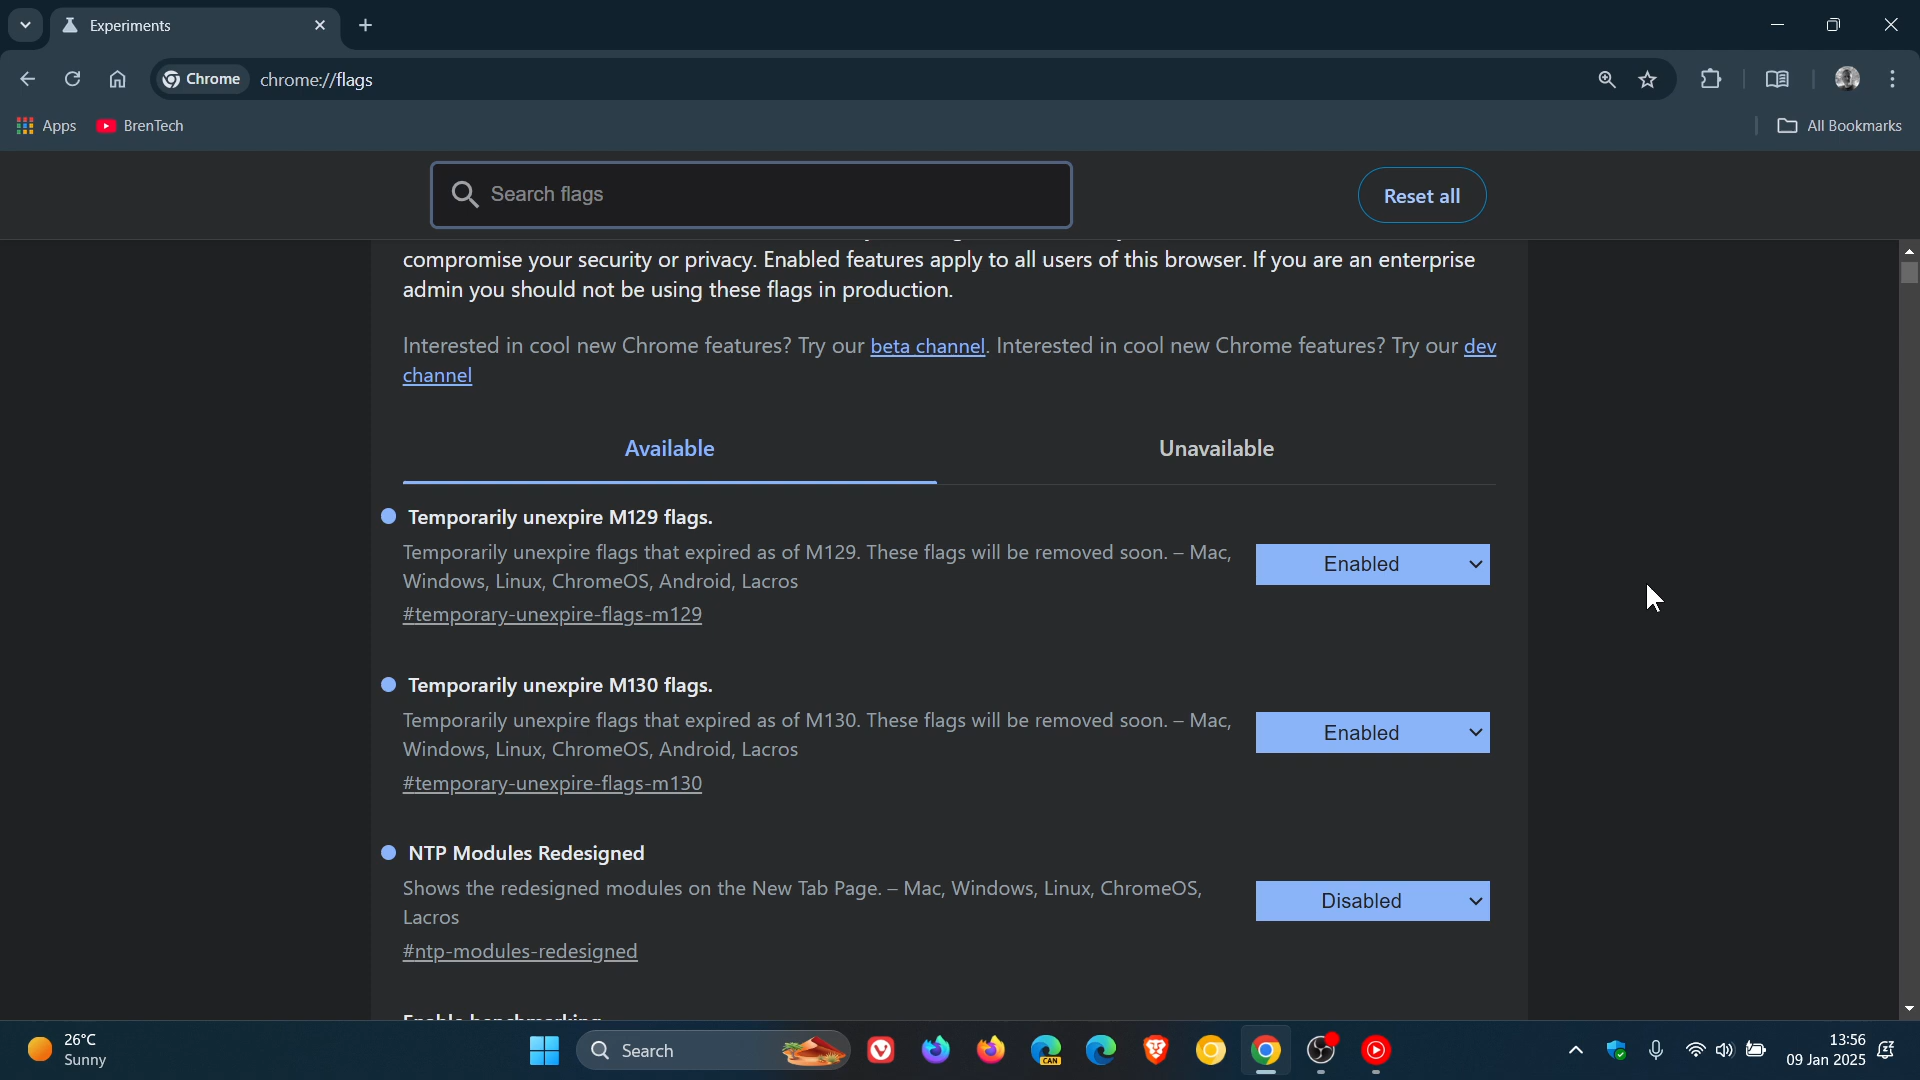 Experiments
Chrome chrome://flags
Apps BrenTech All Bookmarks
Search flags
Reset all
compromise your security or privacy. Enabled features apply to all users of this browser. If you are an enterprise
admin you should not be using these flags in production.
Interested in cool new Chrome features? Try our beta channel. Interested in cool new Chrome features? Try our dev
channel
Available Unavailable
Temporarily unexpire M129 flags.
Temporarily unexpire flags that expired as of M129. These flags will be removed soon. – Mac,
Windows, Linux, ChromeOS, Android, Lacros
#temporary-unexpire-flags-m129
Enabled
Temporarily unexpire M130 flags.
Temporarily unexpire flags that expired as of M130. These flags will be removed soon. – Mac,
Windows, Linux, ChromeOS, Android, Lacros
#temporary-unexpire-flags-m130
Enabled
NTP Modules Redesigned
Shows the redesigned modules on the New Tab Page. – Mac, Windows, Linux, ChromeOS,
Lacros
#ntp-modules-redesigned
Disabled
Enable benchmarking
26°C
Sunny
Search
CAN
13:56
09 Jan 2025